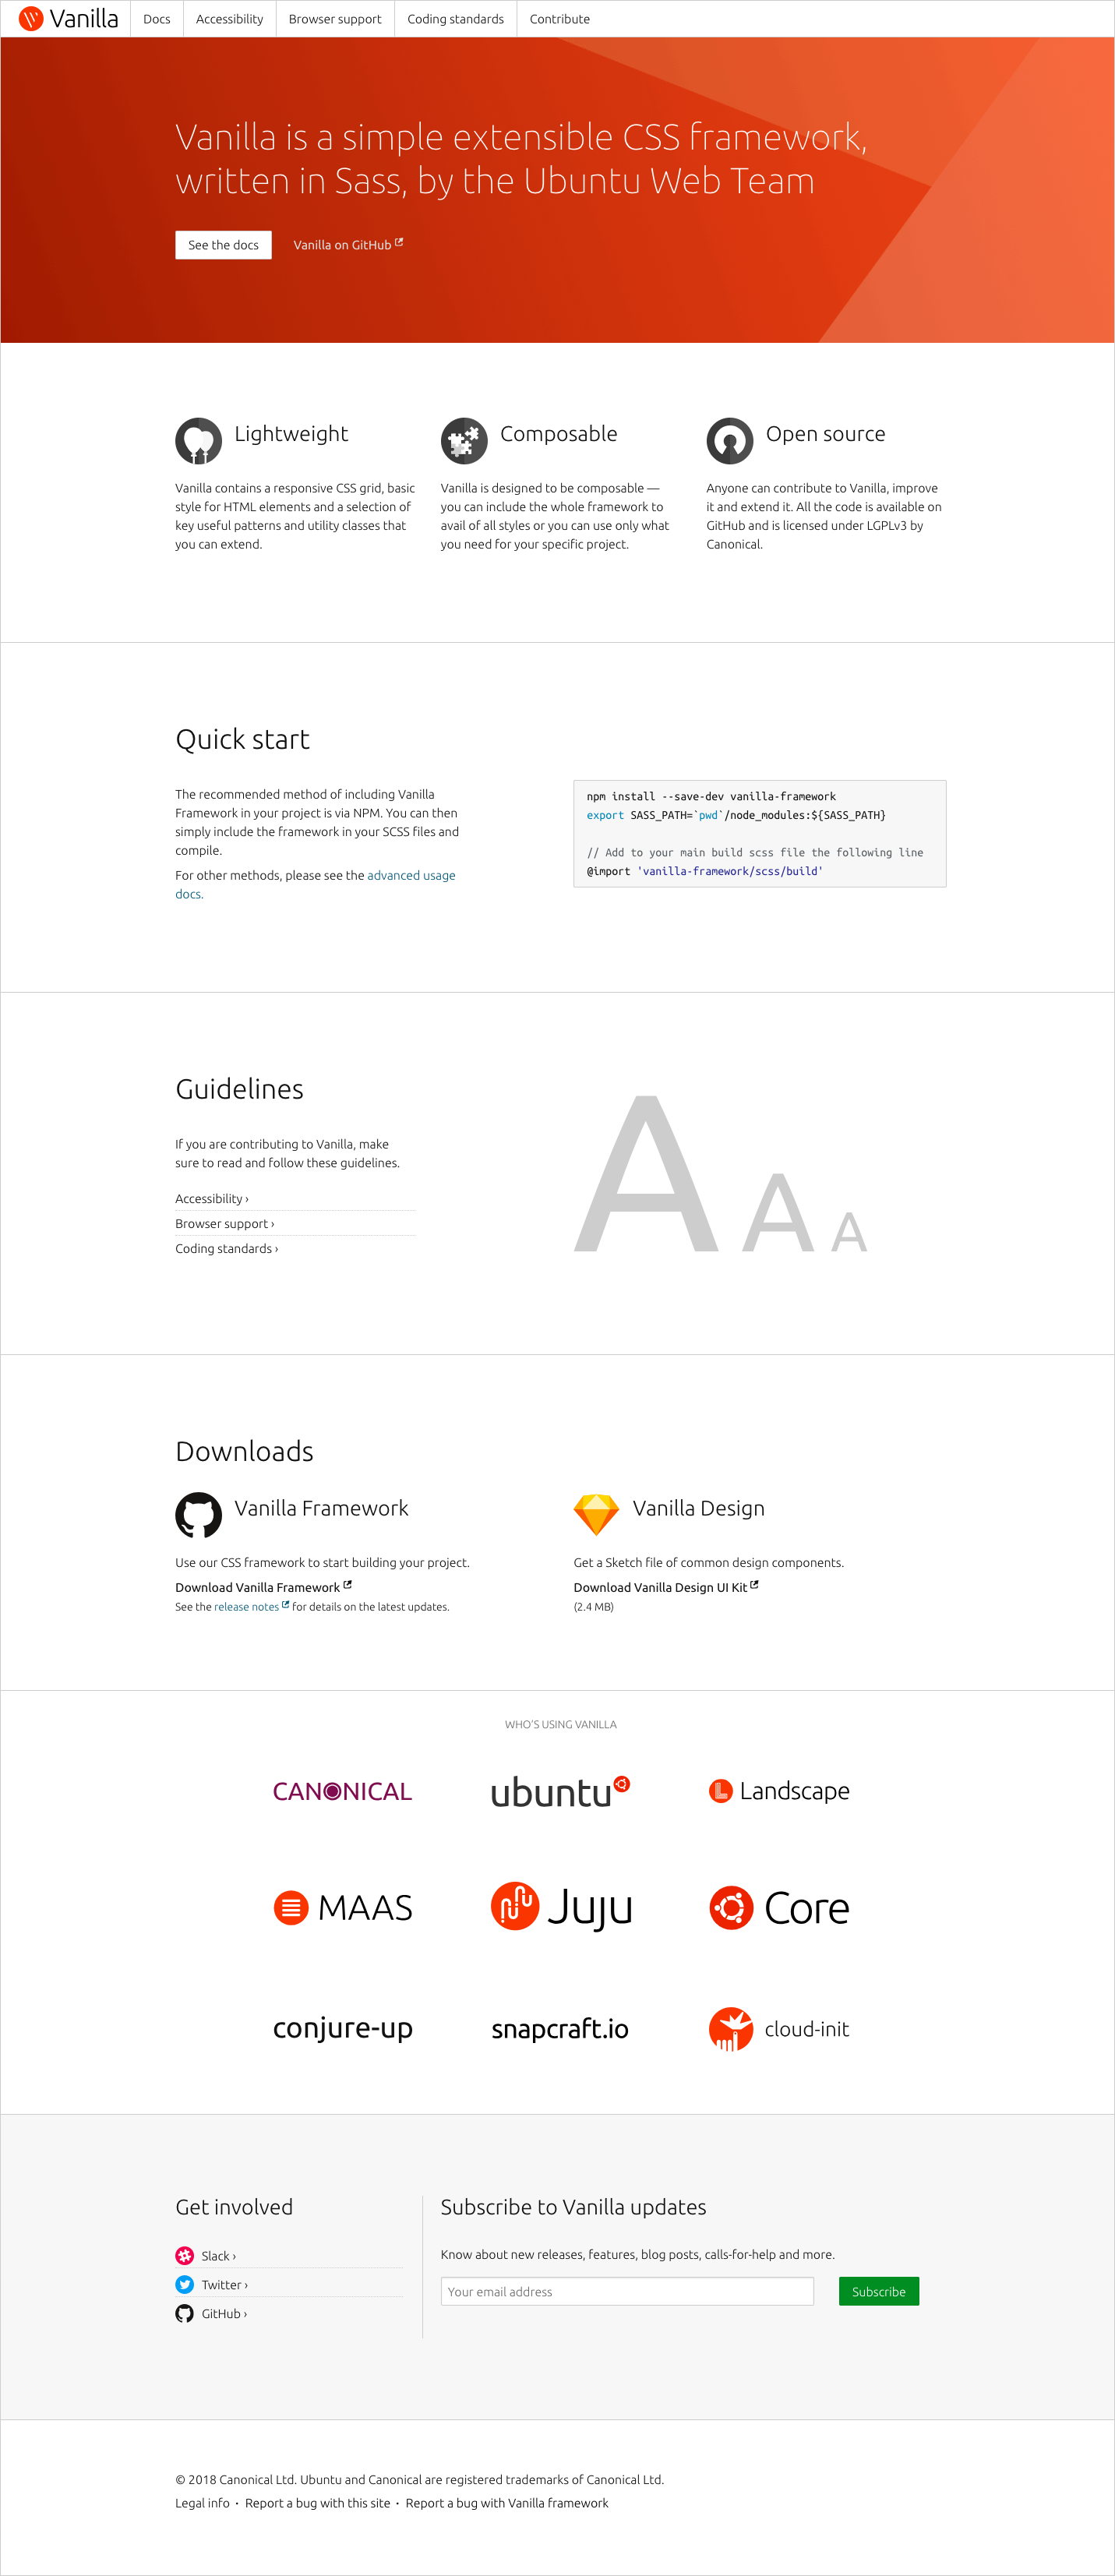 Vanilla
Docs
Accessibility
Browser support
Coding standards
Contribute
Vanilla is a simple extensible CSS framework,
written in Sass, by the Ubuntu Web Team
See the docs
Vanilla on GitHub
Lightweight
Vanilla contains a responsive CSS grid, basic
style for HTML elements and a selection of
key useful patterns and utility classes that
you can extend.
Composable
Vanilla is designed to be composable —
you can include the whole framework to
avail of all styles or you can use only what
you need for your specific project.
Open source
Anyone can contribute to Vanilla, improve
it and extend it. All the code is available on
GitHub and is licensed under LGPLv3 by
Canonical.
Quick start
The recommended method of including Vanilla
Framework in your project is via NPM. You can then
simply include the framework in your SCSS files and
compile.
For other methods, please see the advanced usage
docs.
npm install --save-dev vanilla-framework
export SASS_PATH=`pwd`/node_modules:${SASS_PATH}
// Add to your main build scss file the following line
@import 'vanilla-framework/scss/build'
Guidelines
If you are contributing to Vanilla, make
sure to read and follow these guidelines.
Accessibility ›
Browser support ›
Coding standards ›
A A A
Downloads
Vanilla Framework
Use our CSS framework to start building your project.
Download Vanilla Framework
See the release notes for details on the latest updates.
Vanilla Design
Get a Sketch file of common design components.
Download Vanilla Design UI Kit
(2.4 MB)
WHO'S USING VANILLA
CANONICAL
ubuntu
Landscape
MAAS
Juju
Core
conjure-up
snapcraft.io
cloud-init
Get involved
Slack ›
Twitter ›
GitHub ›
Subscribe to Vanilla updates
Know about new releases, features, blog posts, calls-for-help and more.
Your email address
Subscribe
© 2018 Canonical Ltd. Ubuntu and Canonical are registered trademarks of Canonical Ltd.
Legal info · Report a bug with this site · Report a bug with Vanilla framework